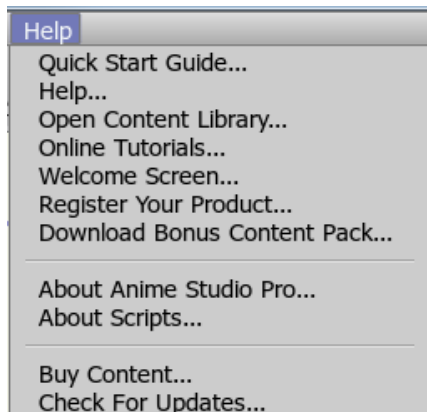 Help
Quick Start Guide...
Help...
Open Content Library...
Online Tutorials...
Welcome Screen...
Register Your Product...
Download Bonus Content Pack...
About Anime Studio Pro...
About Scripts...
Buy Content...
Check For Updates...